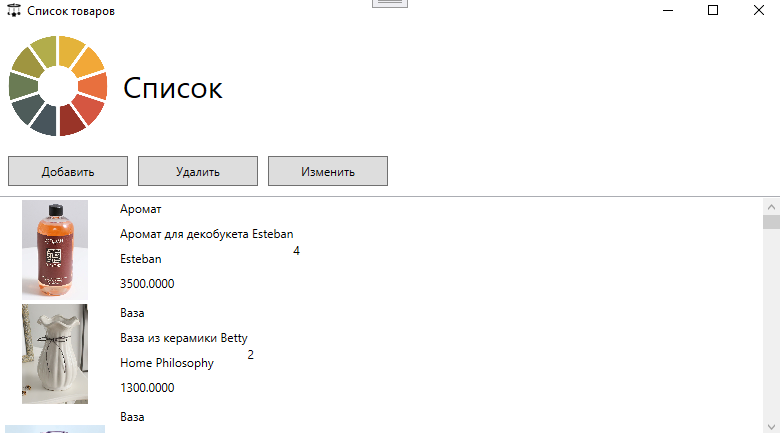 Список товаров
Список
Добавить Удалить Изменить
Аромат
Аромат для декобукета Esteban
4
Esteban
3500.0000
Ваза
Ваза из керамики Betty
2
Home Philosophy
1300.0000
Ваза